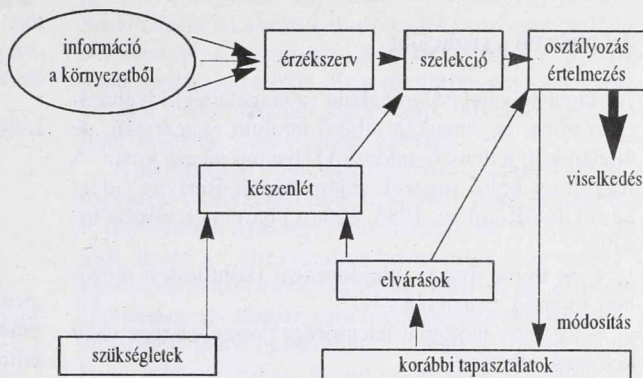 információ
a környezetből
érzékszerv
szelekció
osztályozás
értelmezés
viselkedés
készenlét
elvárások
módosítás
szükségletek
korábbi tapasztalatok